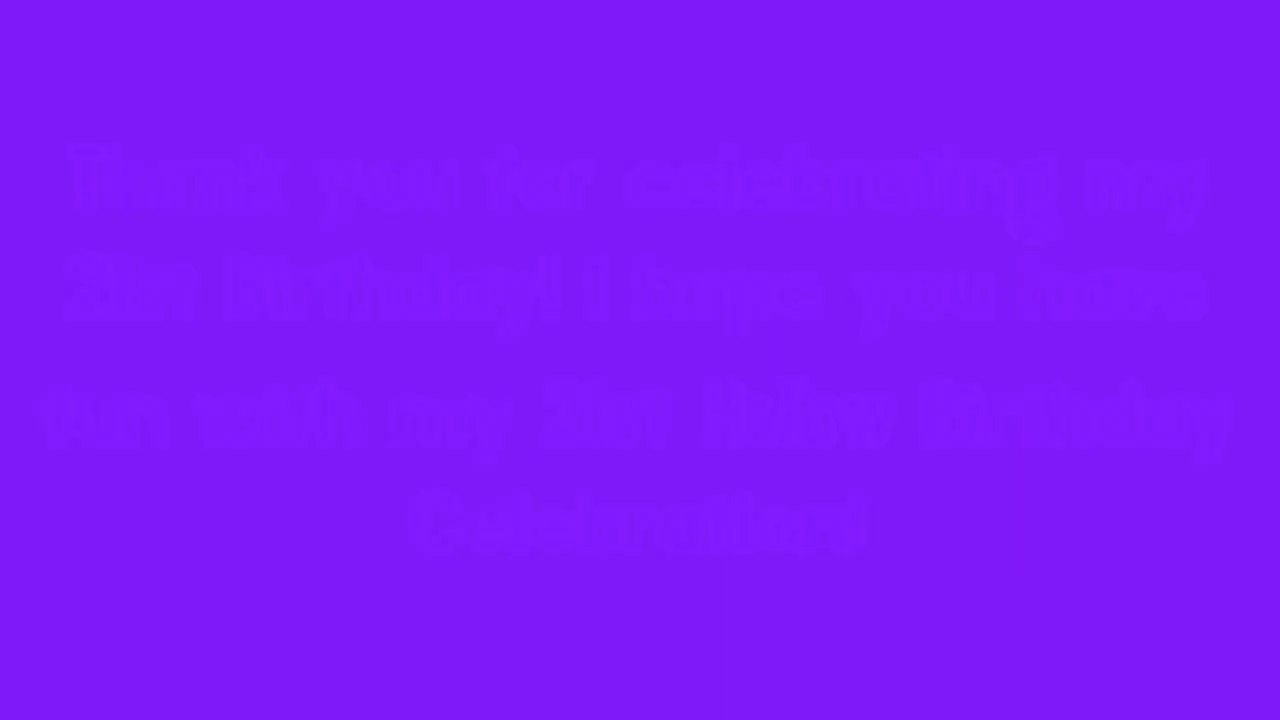 Thank you for celebrating my
21st Birthday! I hope you have
fun with my 21st Birthday
Celebration!